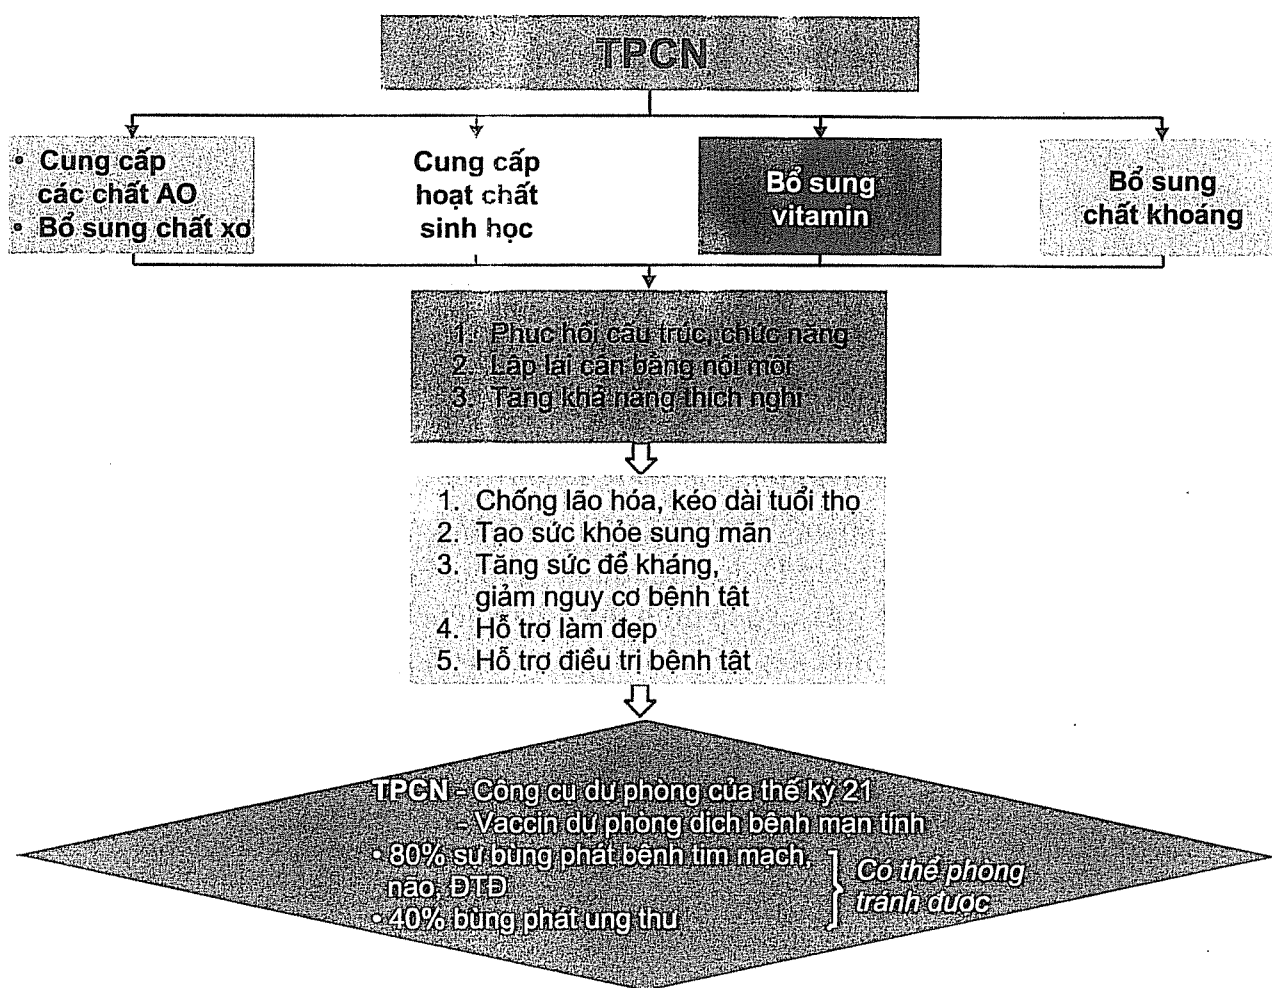 TPCN
• Cung cấp
các chất AO
• Bổ sung chất xơ
Cung cấp
hoạt chất
sinh học
Bổ sung
vitamin
Bổ sung
chất khoáng
1. Phục hồi cấu trúc, chức năng
2. Lập lại cân bằng nội môi
3. Tăng khả năng thích nghi
1. Chống lão hóa, kéo dài tuổi thọ
2. Tạo sức khỏe sung mãn
3. Tăng sức đề kháng,
giảm nguy cơ bệnh tật
4. Hỗ trợ làm đẹp
5. Hỗ trợ điều trị bệnh tật
TPCN - Công cụ dự phòng của thế kỷ 21
- Vaccin dự phòng dịch bệnh mạn tính
• 80% sự bùng phát bệnh tim mạch,
não, ĐTĐ
• 40% bùng phát ung thư
Có thể phòng
tránh được